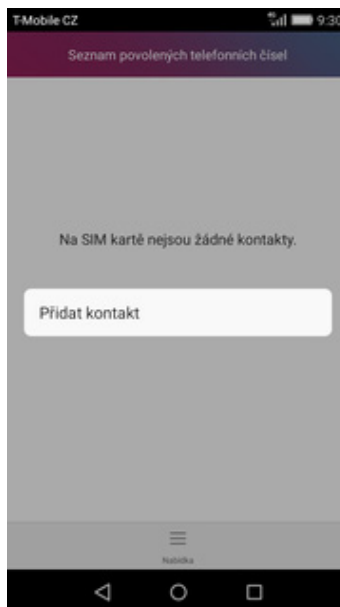 T-Mobile CZ 9:30
Seznam povolených telefonních čísel
Na SIM kartě nejsou žádné kontakty.
Přidat kontakt
Nabídka